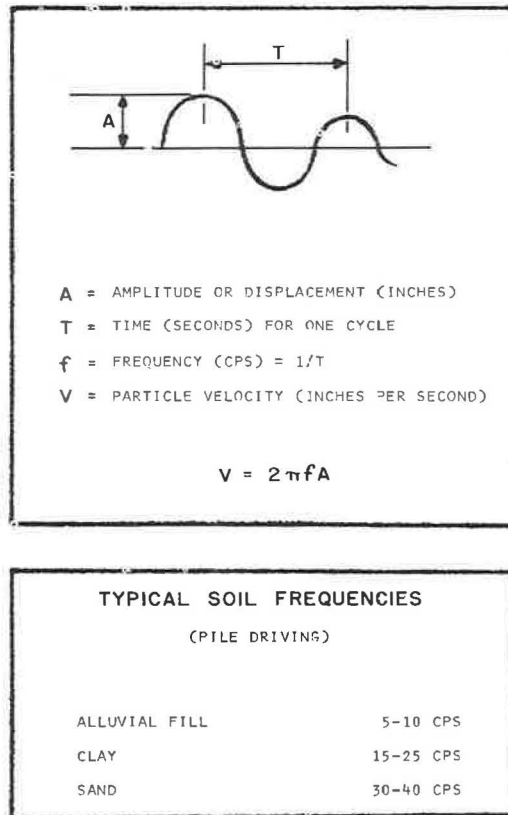 T
A
A = AMPLITUDE OR DISPLACEMENT (INCHES)
T = TIME (SECONDS) FOR ONE CYCLE
f = FREQUENCY (CPS) = 1/T
V = PARTICLE VELOCITY (INCHES PER SECOND)
V = 2πfA
TYPICAL SOIL FREQUENCIES
(PILE DRIVING)
ALLUVIAL FILL 5-10 CPS
CLAY 15-25 CPS
SAND 30-40 CPS